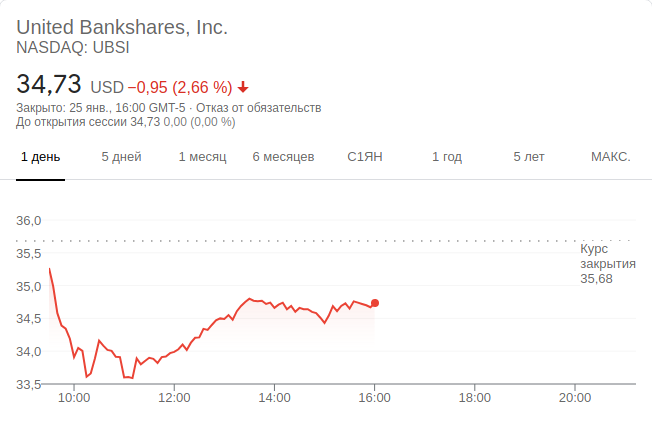 United Bankshares, Inc.
NASDAQ: UBSI
34,73 USD −0,95 (2,66 %)
Закрыто: 25 янв., 16:00 GMT-5 · Отказ от обязательств
До открытия сессии 34,73 0,00 (0,00 %)
1 день 5 дней 1 месяц 6 месяцев С1ЯН 1 год 5 лет МАКС.
36,0
Курс
35,5
закрытия
35,68
35,0
34,5
34,0
33,5
10:00 12:00 14:00 16:00 18:00 20:00